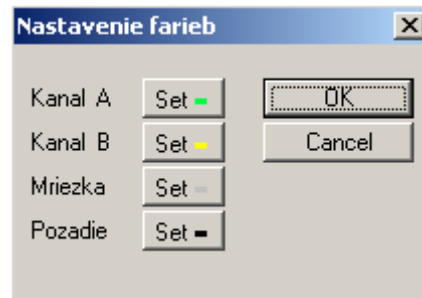 Nastavenie farieb
Kanal A Set OK
Kanal B Set Cancel
Mriezka Set
Pozadie Set